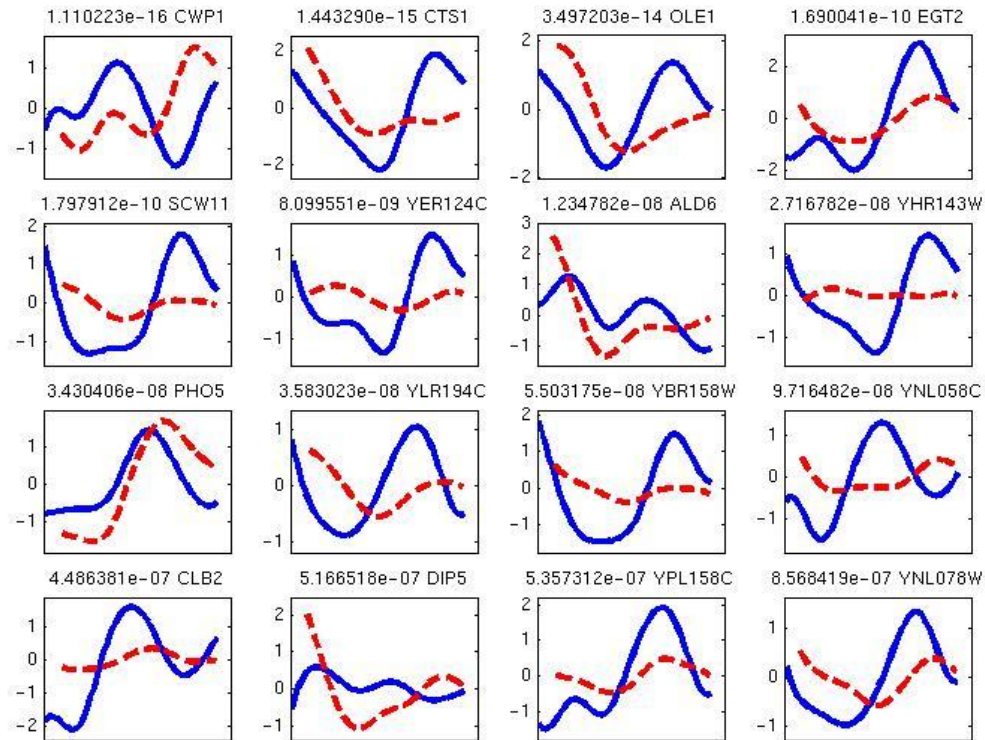 1.110223e-16 CWP1 1.443290e-15 CTS1 3.497203e-14 OLE1 1.690041e-10 EGT2
1 0 -1
2 0 -2
2 0 -2
2 0 -2
1.797912e-10 SCW11 8.099551e-09 YER124C 1.234782e-08 ALD6 2.716782e-08 YHR143W
2 1 0 -1
1 0 -1
3 2 1 0 -1
1 0 -1
3.430406e-08 PHO5 3.583023e-08 YLR194C 5.503175e-08 YBR158W 9.716482e-08 YNL058C
1 0 -1
1 0 -1
2 1 0 -1
1 0 -1
4.486381e-07 CLB2 5.166518e-07 DIP5 5.357312e-07 YPL158C 8.568419e-07 YNL078W
1 0 -1 -2
2 1 0 -1
2 1 0 -1
1 0 -1